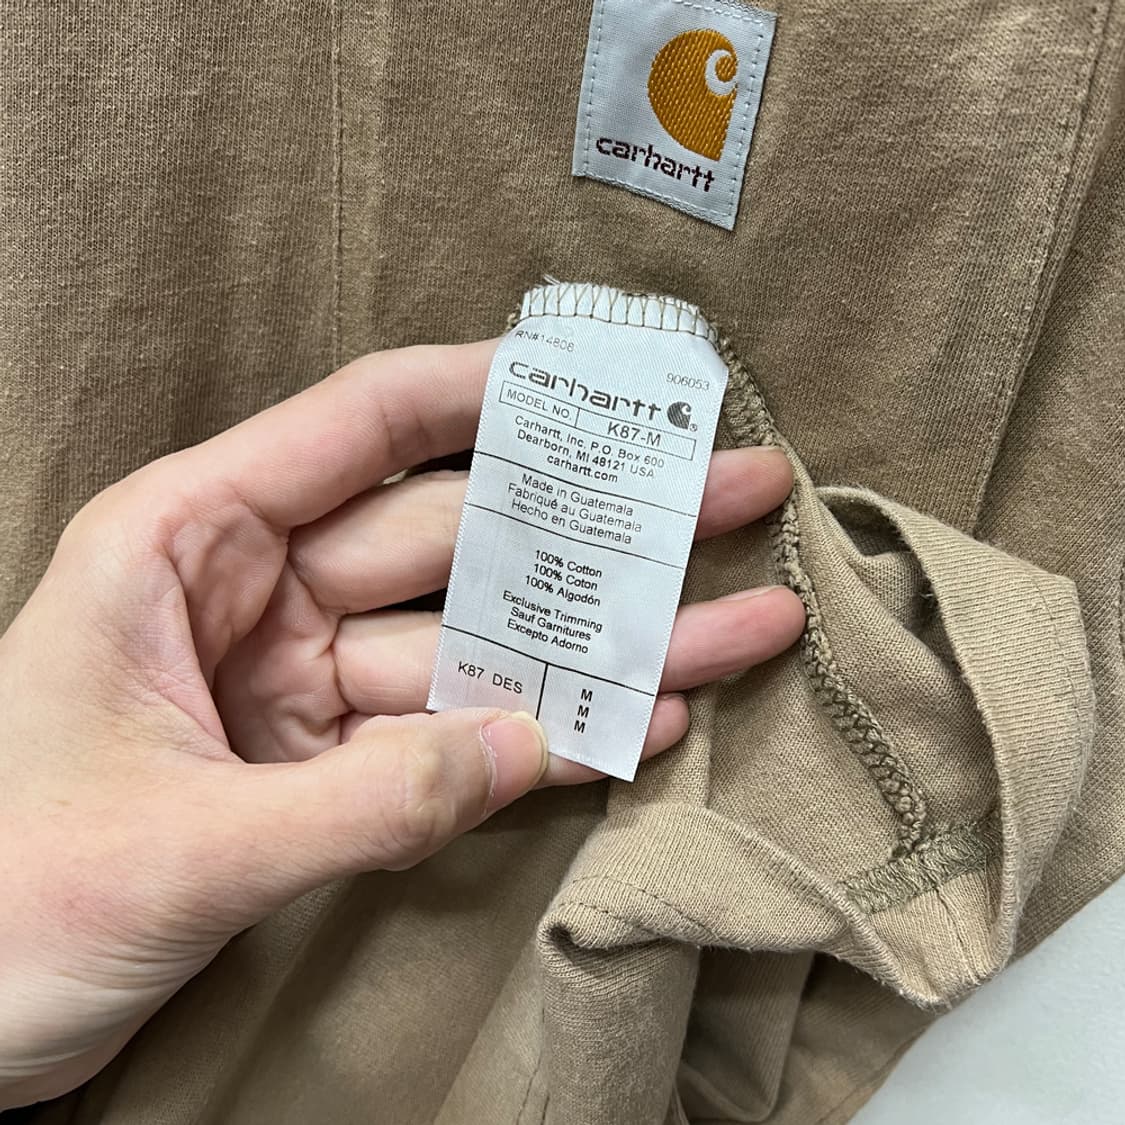 carhartt
RN#14806
906053
carhartt
MODEL NO. K87-M
Carhartt, Inc. P.O. Box 600
Dearborn, MI 48121 USA
carhartt.com
Made in Guatemala
Fabriqué au Guatemala
Hecho en Guatemala
100% Cotton
100% Coton
100% Algodón
Exclusive Trimming
Sauf Garnitures
Excepto Adorno
K87 DES
M
M
M